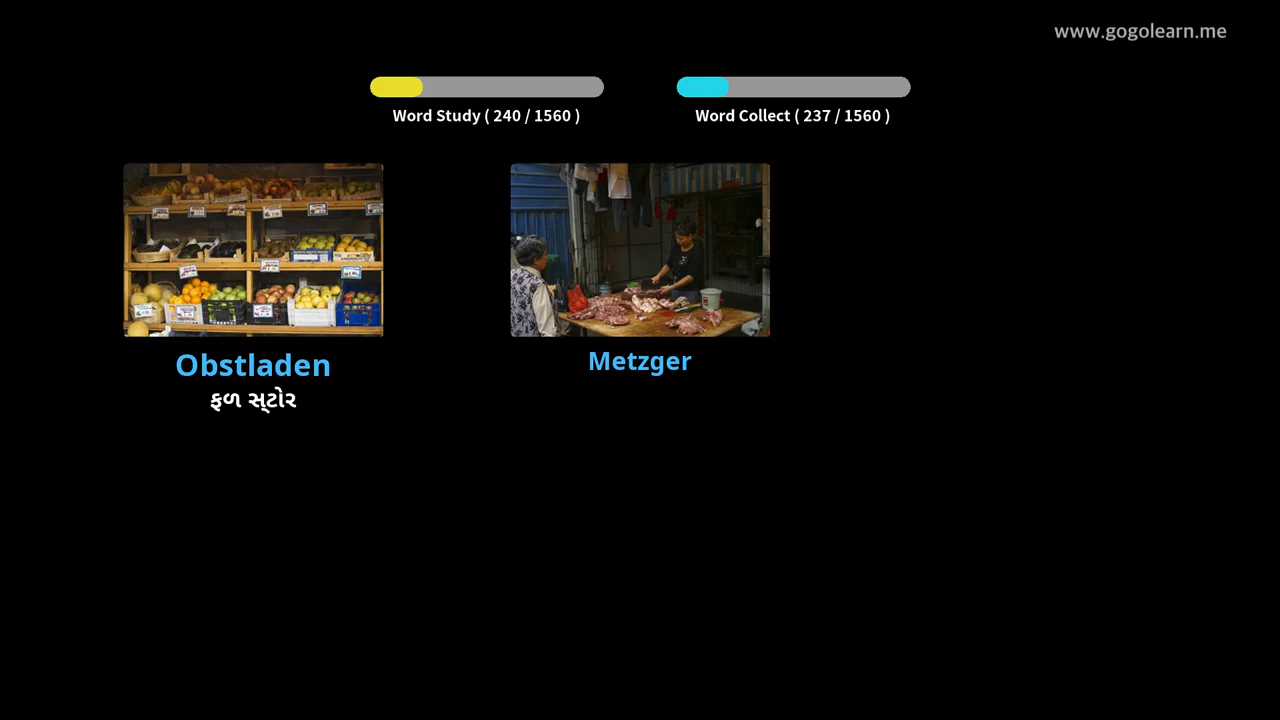 www.gogolearn.me
Word Study ( 240 / 1560 )
Word Collect ( 237 / 1560 )
Obstladen
ફળ સ્ટોર
Metzger